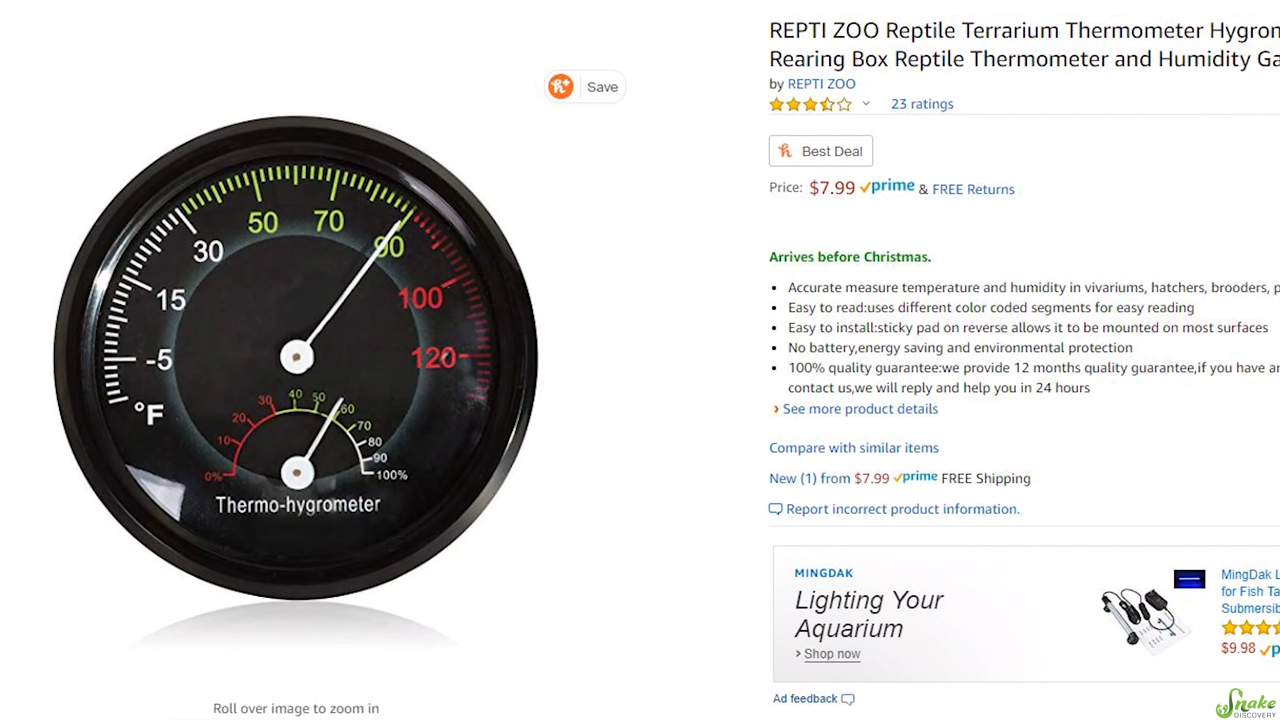 Save
50
70
30
90
15
100
-5
120
°F
0%
10
20
30
40
50
60
70
80
90
100%
Thermo-hygrometer
Roll over image to zoom in
REPTI ZOO Reptile Terrarium Thermometer Hygrom
Rearing Box Reptile Thermometer and Humidity Ga
by REPTI ZOO
23 ratings
Best Deal
Price: $7.99 prime & FREE Returns
Arrives before Christmas.
• Accurate measure temperature and humidity in vivariums, hatchers, brooders, p
• Easy to read:uses different color coded segments for easy reading
• Easy to install:sticky pad on reverse allows it to be mounted on most surfaces
• No battery,energy saving and environmental protection
• 100% quality guarantee:we provide 12 months quality guarantee,if you have an
contact us,we will reply and help you in 24 hours
› See more product details
Compare with similar items
New (1) from $7.99 prime FREE Shipping
Report incorrect product information.
MINGDAK
Lighting Your
Aquarium
› Shop now
MingDak L
for Fish Ta
Submersib
$9.98
Ad feedback
Snake
DISCOVERY